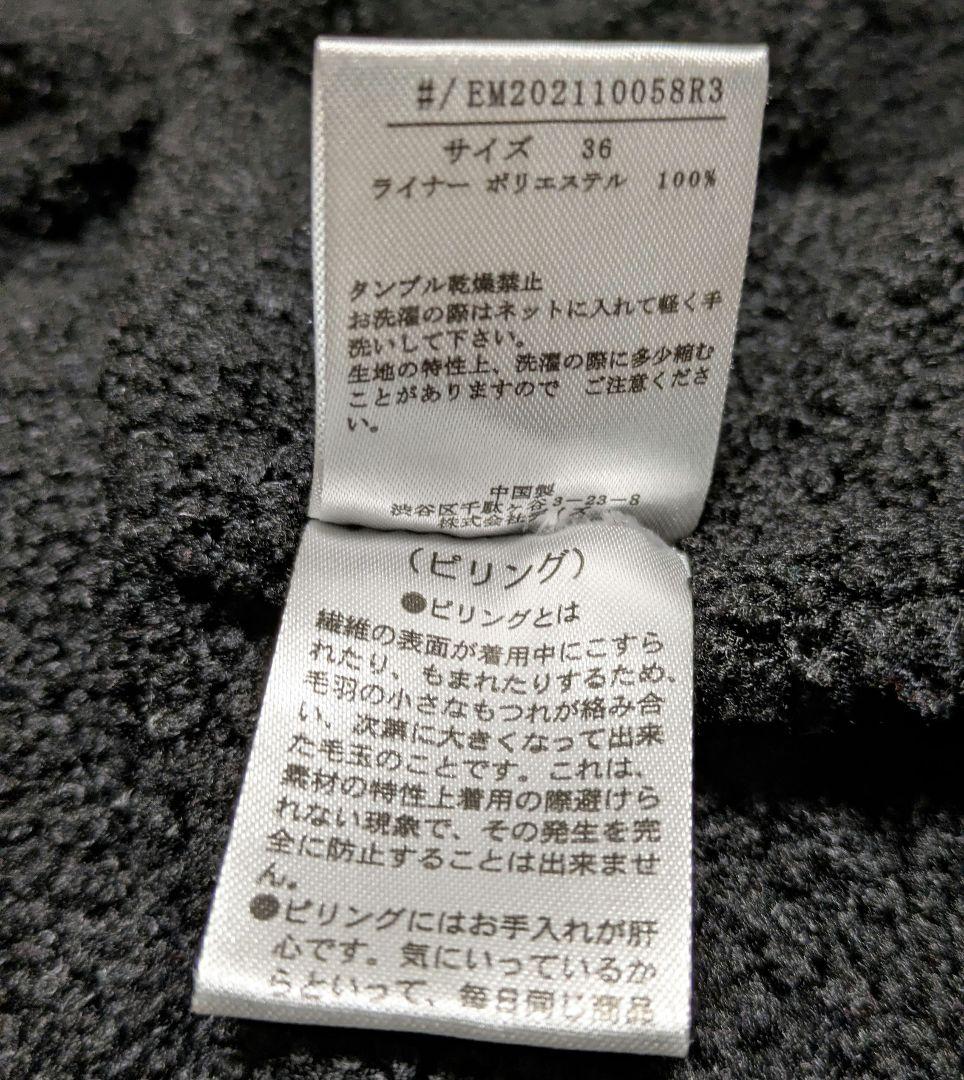 #/EM202110058R3
サイズ 36
ライナー ポリエステル 100%
タンブル乾燥禁止
お洗濯の際はネットに入れて軽く手
洗いして下さい。
生地の特性上、洗濯の際に多少縮む
ことがありますので ご注意くださ
い。
中国製
渋谷区千駄ヶ谷3-23-8
株式会社
(ピリング)
●ピリングとは
繊維の表面が着用中にこすら
れたり、もまれたりするため、
毛羽の小さなもつれが絡み合
い、次第に大きくなって出来
た毛玉のことです。これは、
素材の特性上着用の際避けら
れない現象で、その発生を完
全に防止することは出来ませ
ん。
●ピリングにはお手入れが肝
心です。気にいっているか
らといって、毎日同じ商品